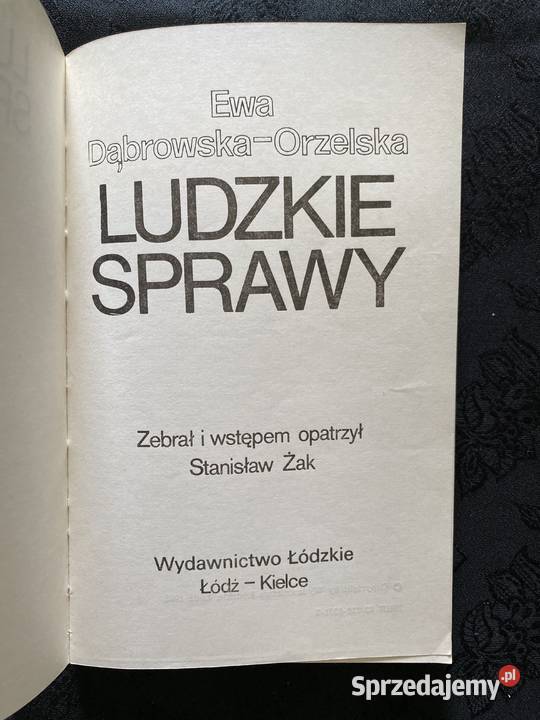 Ewa
Dąbrowska-Orzelska
LUDZKIE
SPRAWY
Zebrał i wstępem opatrzył
Stanisław Żak
Wydawnictwo Łódzkie
Łódź - Kielce
Sprzedajemy.pl